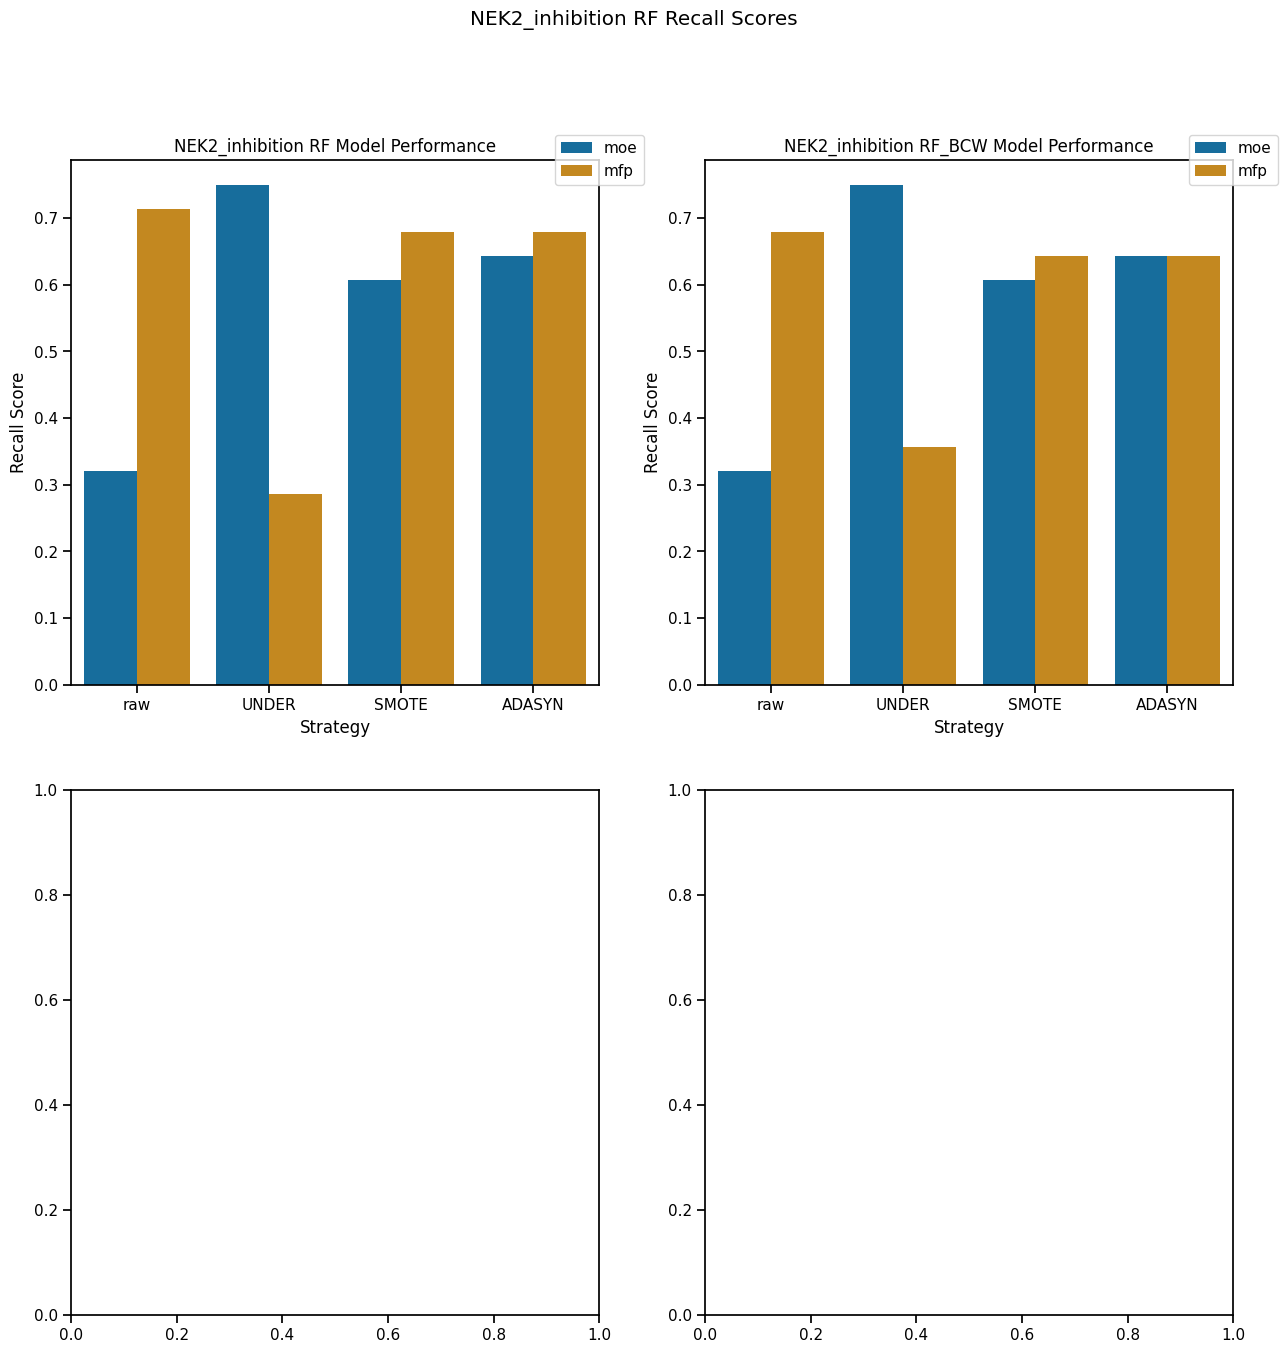 NEK2_inhibition RF Recall Scores
NEK2_inhibition RF Model Performance
moe
mfp
Recall Score
0.7
0.6
0.5
0.4
0.3
0.2
0.1
0.0
raw UNDER SMOTE ADASYN
Strategy
NEK2_inhibition RF_BCW Model Performance
moe
mfp
Recall Score
0.7
0.6
0.5
0.4
0.3
0.2
0.1
0.0
raw UNDER SMOTE ADASYN
Strategy
1.0
0.8
0.6
0.4
0.2
0.0
0.0 0.2 0.4 0.6 0.8 1.0
1.0
0.8
0.6
0.4
0.2
0.0
0.0 0.2 0.4 0.6 0.8 1.0